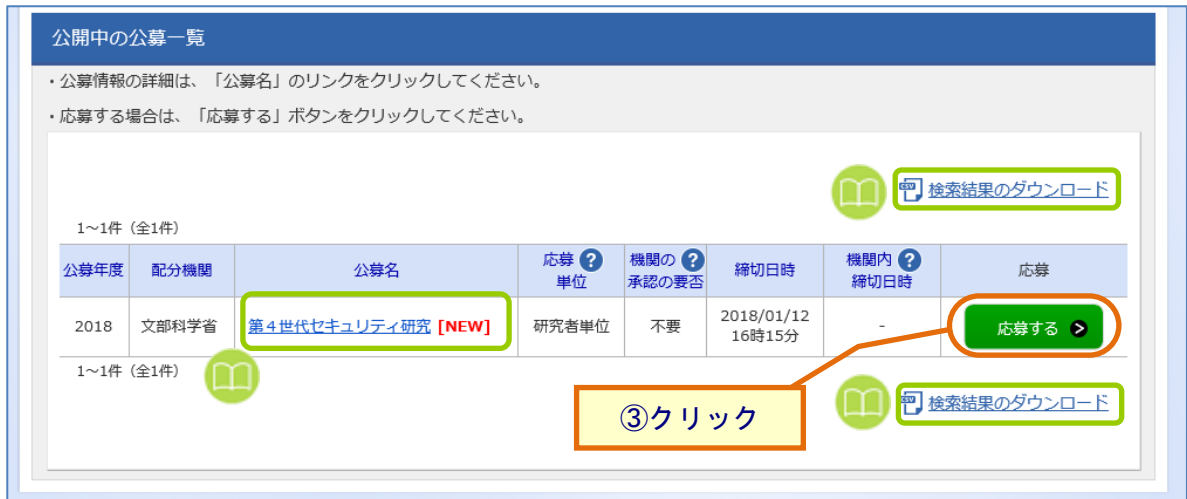 公開中の公募一覧
・公募情報の詳細は、「公募名」のリンクをクリックしてください。
・応募する場合は、「応募する」ボタンをクリックしてください。
CSV 検索結果のダウンロード
1～1件 (全1件)
公募年度 配分機関 公募名 応募 ? 単位 機関の ? 承認の要否 締切日時 機関内 ? 締切日時 応募
2018 文部科学省 第４世代セキュリティ研究 [NEW] 研究者単位 不要 2018/01/12 16時15分 - 応募する
1～1件 (全1件)
CSV 検索結果のダウンロード
③クリック